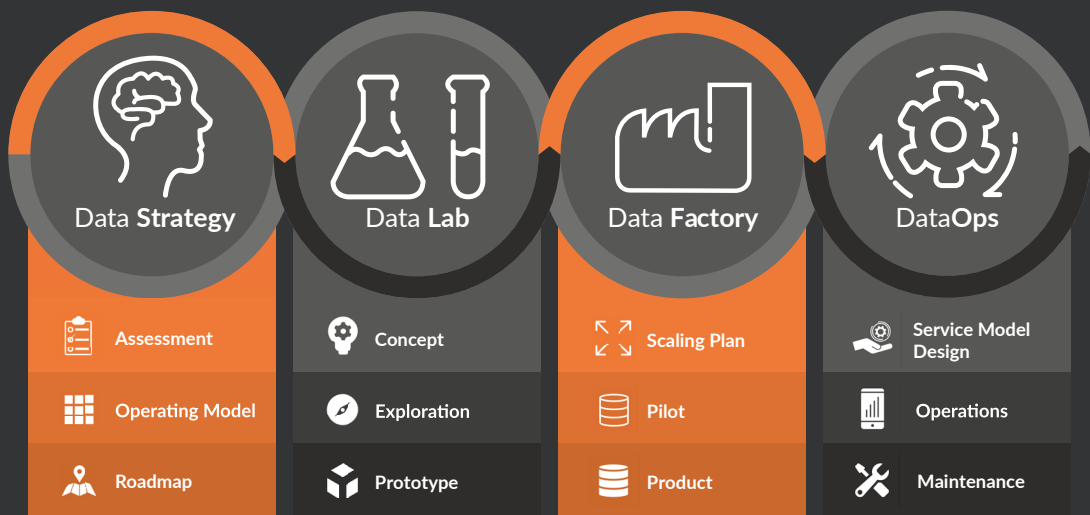 Data Strategy
Assessment
Operating Model
Roadmap
Data Lab
Concept
Exploration
Prototype
Data Factory
Scaling Plan
Pilot
Product
DataOps
Service Model
Design
Operations
Maintenance